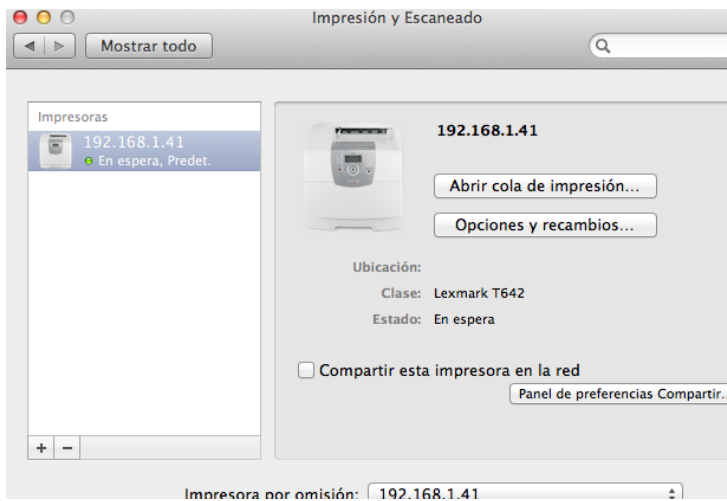 Impresión y Escaneado
Mostrar todo
Impresoras
192.168.1.41
En espera, Predet.
192.168.1.41
Abrir cola de impresión...
Opciones y recambios...
Ubicación:
Clase: Lexmark T642
Estado: En espera
Compartir esta impresora en la red
Panel de preferencias Compartir...
Impresora por omisión: 192.168.1.41